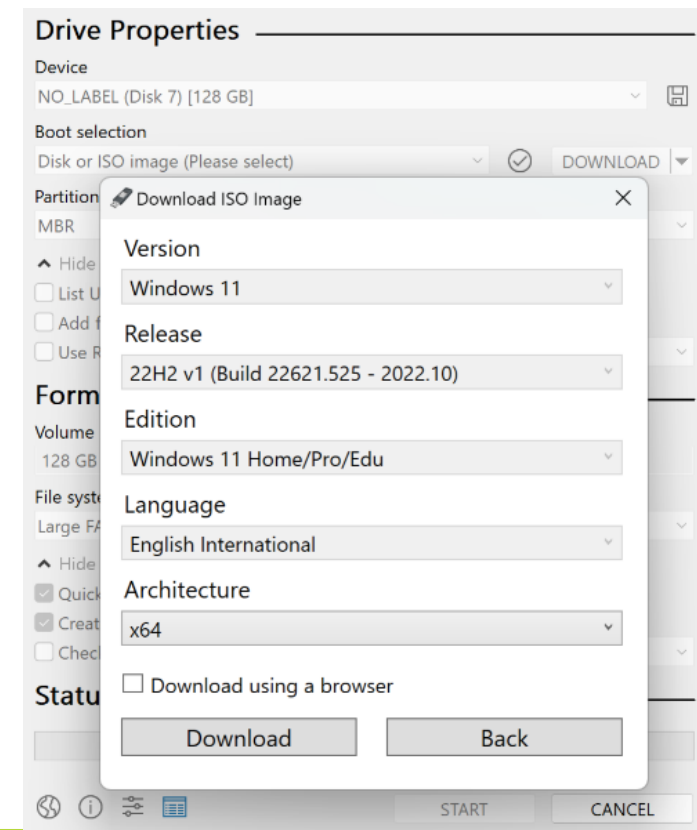 Drive Properties
Device
NO_LABEL (Disk 7) [128 GB]
Boot selection
Disk or ISO image (Please select)
DOWNLOAD
Partition
Download ISO Image
MBR
Version
Hide
Windows 11
List U
Add f
Release
Use R
22H2 v1 (Build 22621.525 - 2022.10)
Form
Edition
Volume
128 GB
Windows 11 Home/Pro/Edu
File syste
Language
Large FA
English International
Hide
Architecture
Quick
Creat
x64
Chec
Download using a browser
Statu
Download
Back
START
CANCEL